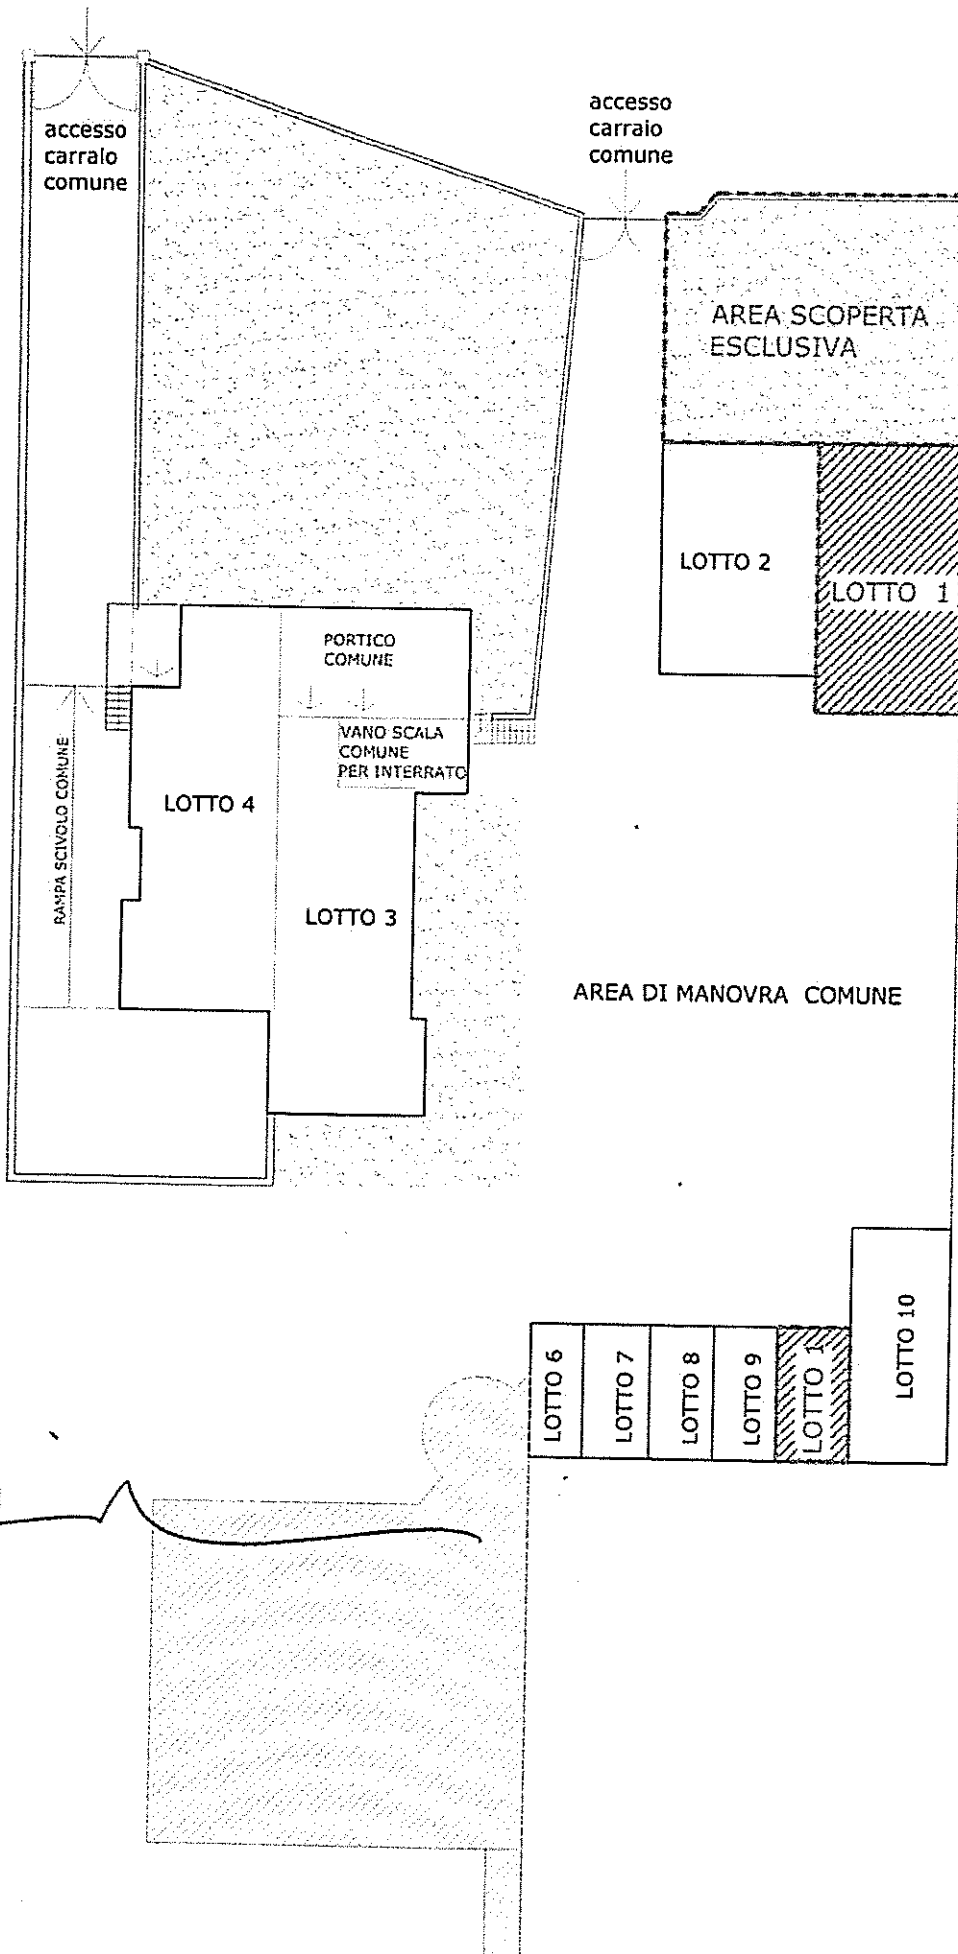 accesso
carraio
comune
accesso
carraio
comune
AREA SCOPERTA
ESCLUSIVA
LOTTO 2
LOTTO 1
PORTICO
COMUNE
VANO SCALA
COMUNE
PER INTERRATO
RAMPA SCIVOLO COMUNE
LOTTO 4
LOTTO 3
AREA DI MANOVRA COMUNE
LOTTO 6
LOTTO 7
LOTTO 8
LOTTO 9
LOTTO 1
LOTTO 10